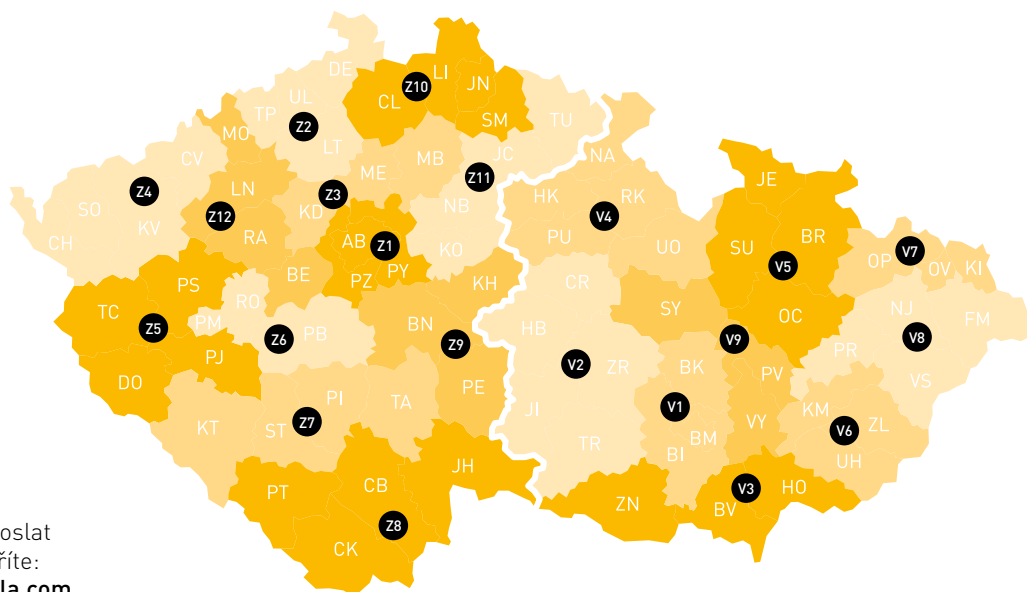 DE
LI
Z10
JN
UL
CL
TP
Z2
SM
TU
MO
LT
JC
CV
MB
NA
ME
Z11
JE
Z4
LN
Z3
HK
RK
SO
KD
NB
V4
Z12
KV
RA
AB
Z1
PU
BR
CH
KO
UO
SU
V7
V5
OP
OV
KI
BE
PZ
PY
PS
KH
CR
RO
SY
OC
NJ
TC
PM
FM
Z5
PB
BN
HB
Z6
Z9
V9
V8
PJ
PR
V2
ZR
BK
DO
PV
VS
PE
PI
TA
V1
KM
ZL
JI
KT
ST
Z7
VY
V6
BM
TR
BI
UH
JH
CB
PT
V3
HO
ZN
BV
Z8
CK
oslat
říte:
la.com